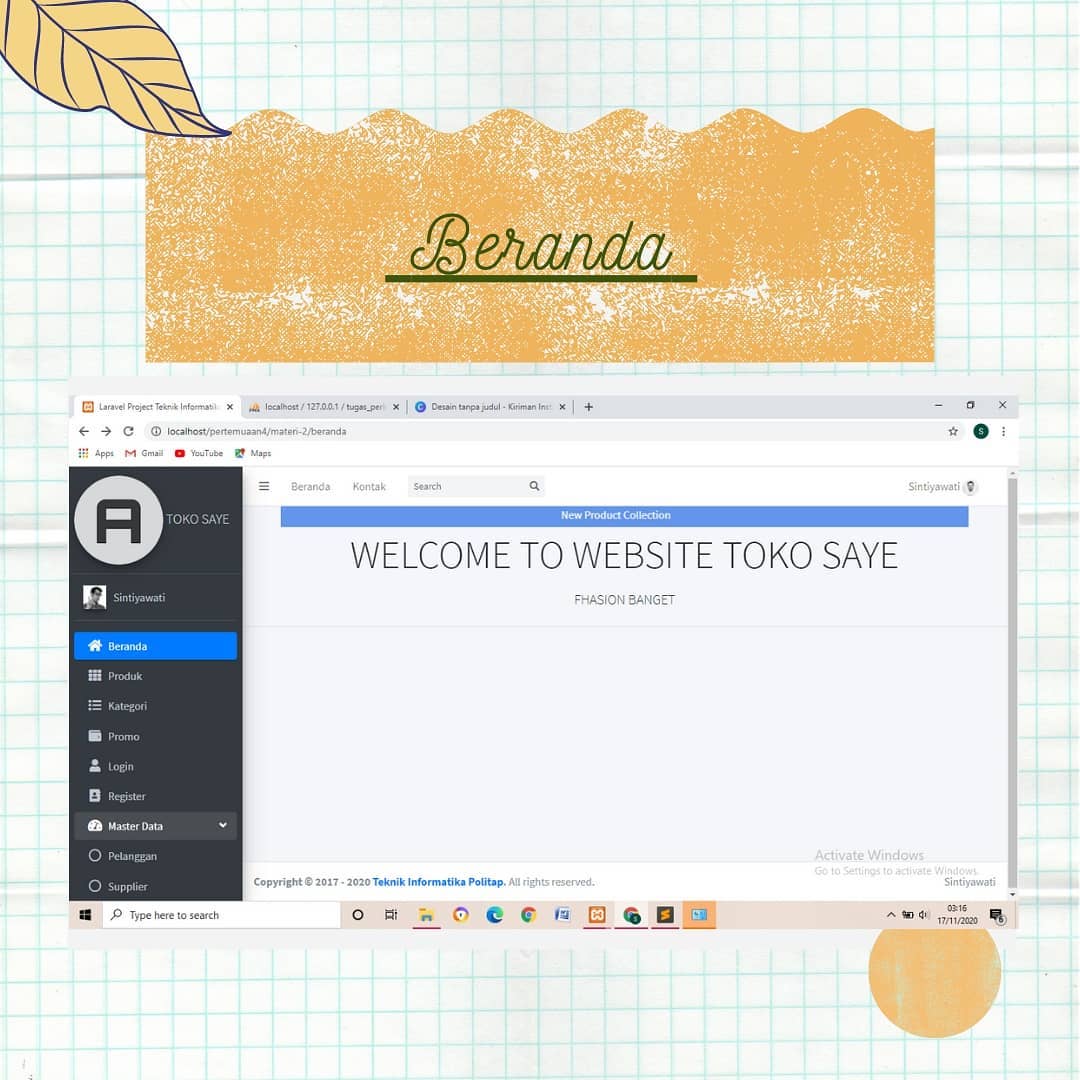 Beranda
Laravel Project Teknik Informatika
localhost / 127.0.0.1 / tugas_perl
Desain tanpa judul - Kiriman Inst
localhost/pertemuaan4/materi-2/beranda
S
Apps Gmail YouTube Maps
TOKO SAYE
Beranda Kontak Search Sintiyawati
New Product Collection
WELCOME TO WEBSITE TOKO SAYE
FHASION BANGET
Sintiyawati
Beranda
Produk
Kategori
Promo
Login
Register
Master Data
Pelanggan
Supplier
Activate Windows
Go to Settings to activate Windows.
Copyright © 2017 - 2020 Teknik Informatika Politap. All rights reserved.
Sintiyawati
Type here to search
03:16
17/11/2020
6